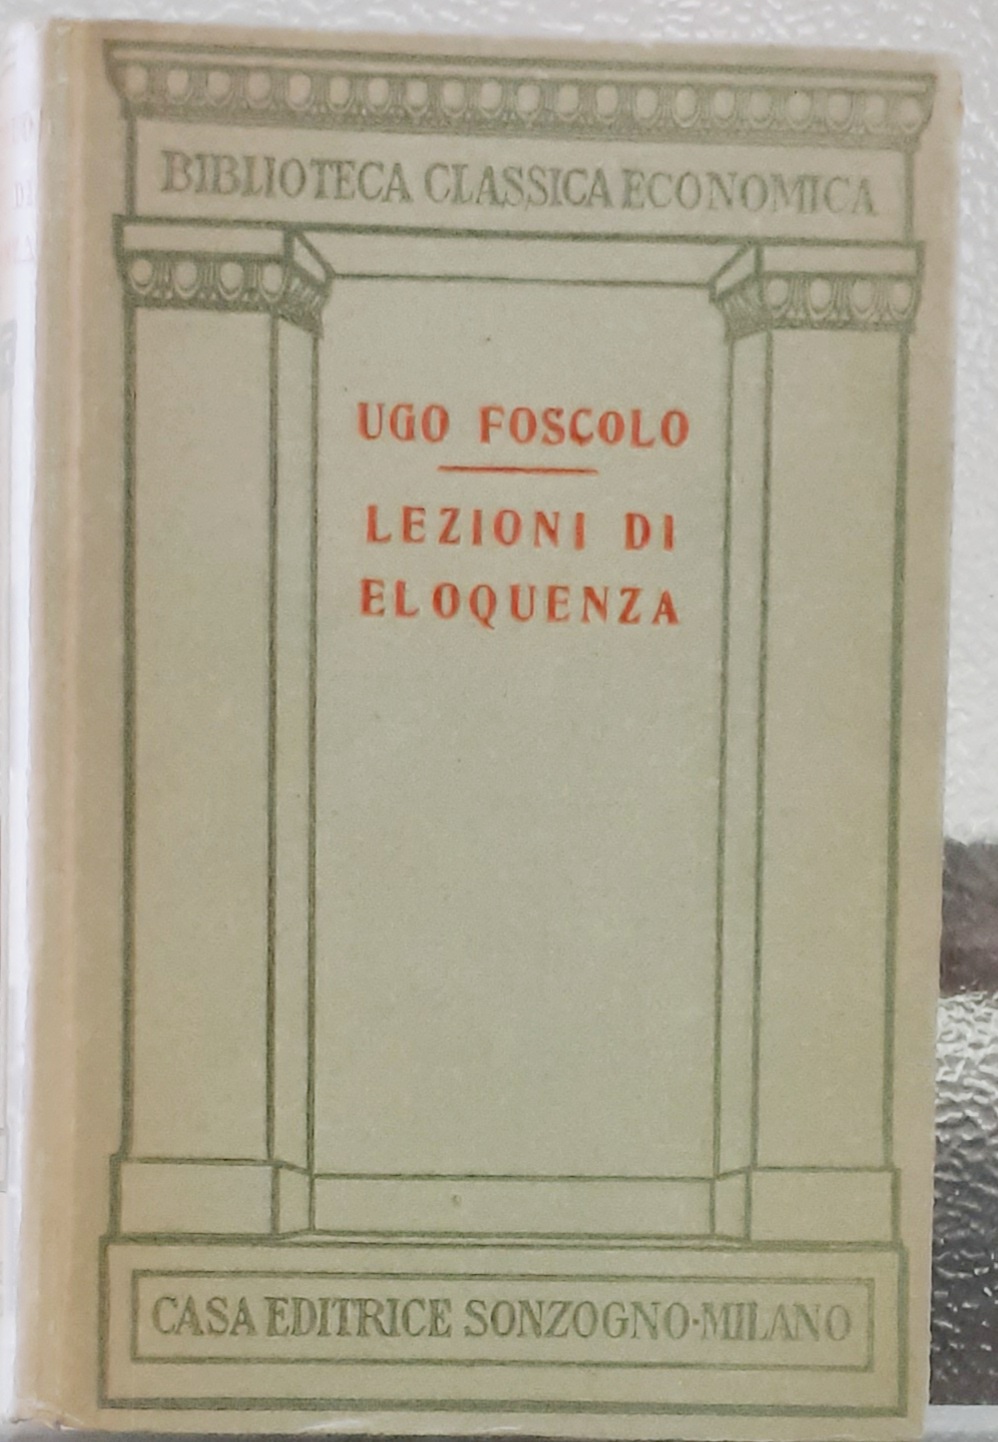 BIBLIOTECA CLASSICA ECONOMICA
UGO FOSCOLO
LEZIONI DI
ELOQUENZA
CASA EDITRICE SONZOGNO·MILANO